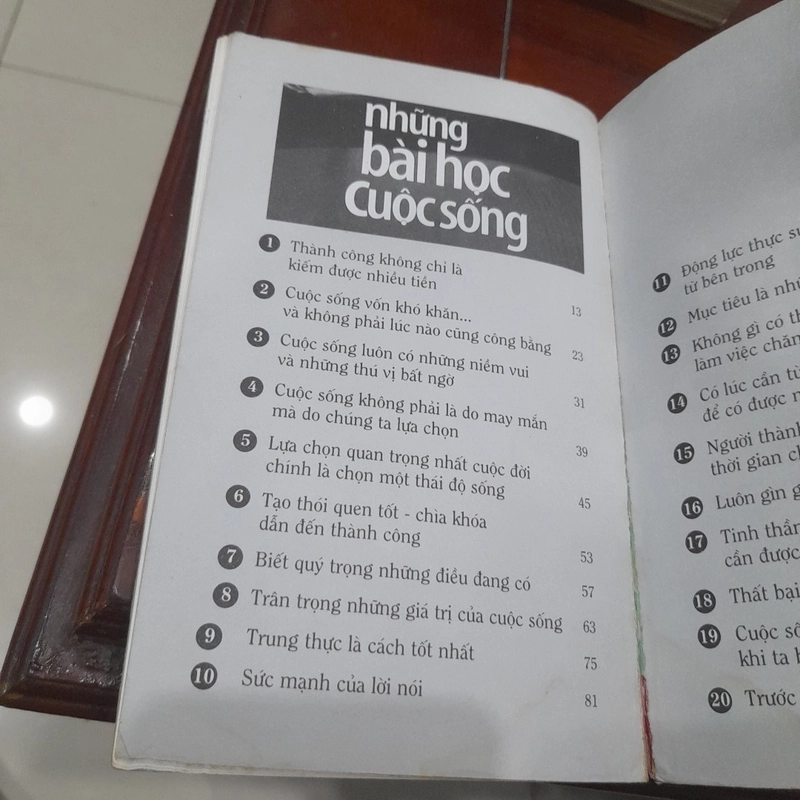 những
bài học
cuộc sống
1 Thành công không chỉ là
kiếm được nhiều tiền 13
2 Cuộc sống vốn khó khăn...
và không phải lúc nào cũng công bằng 23
3 Cuộc sống luôn có những niềm vui
và những thú vị bất ngờ 31
4 Cuộc sống không phải là do may mắn
mà do chúng ta lựa chọn 39
5 Lựa chọn quan trọng nhất cuộc đời
chính là chọn một thái độ sống 45
6 Tạo thói quen tốt - chìa khóa
dẫn đến thành công 53
7 Biết quý trọng những điều đang có 57
8 Trân trọng những giá trị của cuộc sống 63
9 Trung thực là cách tốt nhất 75
10 Sức mạnh của lời nói 81
11 Động lực thực
từ bên trong
12 Mục tiêu là
13 Không gì có
làm việc
14 Có lúc cần
để có được
15 Người
thời gian
16 Luôn gìn
17 Tinh thần
cần được
18 Thất bại
19 Cuộc
khi ta
20 Trước